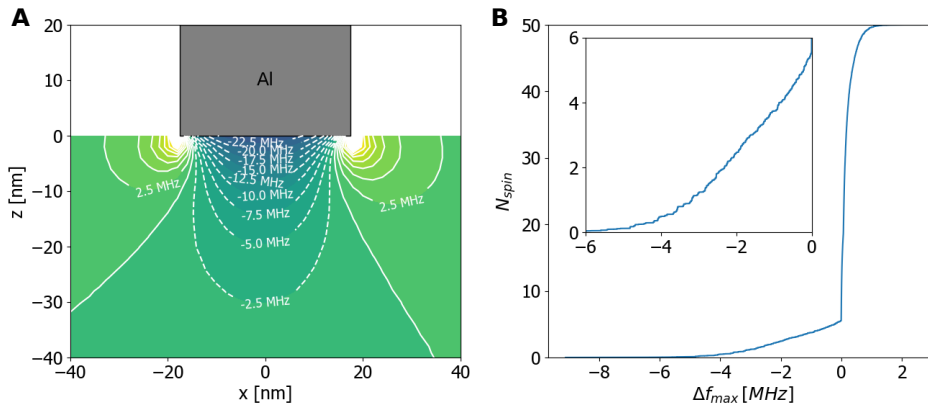 A
B
20
10
0
−10
−20
−30
−40
z [nm]
Al
-22.5 MHz
-20.0 MHz
-17.5 MHz
-15.0 MHz
-12.5 MHz
-10.0 MHz
-7.5 MHz
-5.0 MHz
-2.5 MHz
2.5 MHz
2.5 MHz
−40
−20
0
20
40
x [nm]
50
40
30
20
10
0
N_spin
6
4
2
0
−6
−4
−2
0
−8
−6
−4
−2
0
2
Δf_max [MHz]